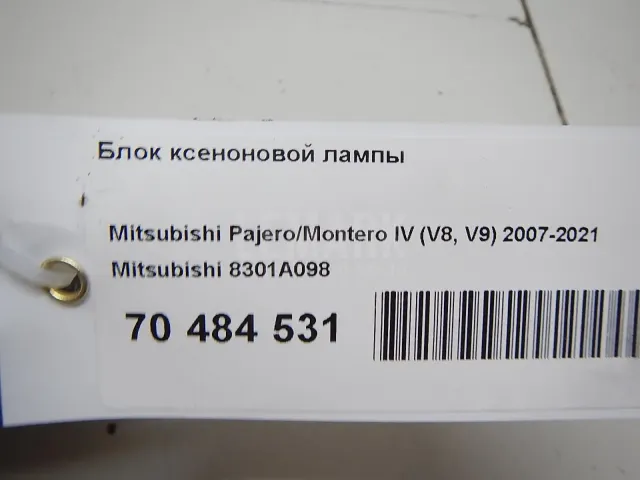 Блок ксеноновой лампы
Mitsubishi Pajero/Montero IV (V8, V9) 2007-2021
Mitsubishi 8301A098
70 484 531